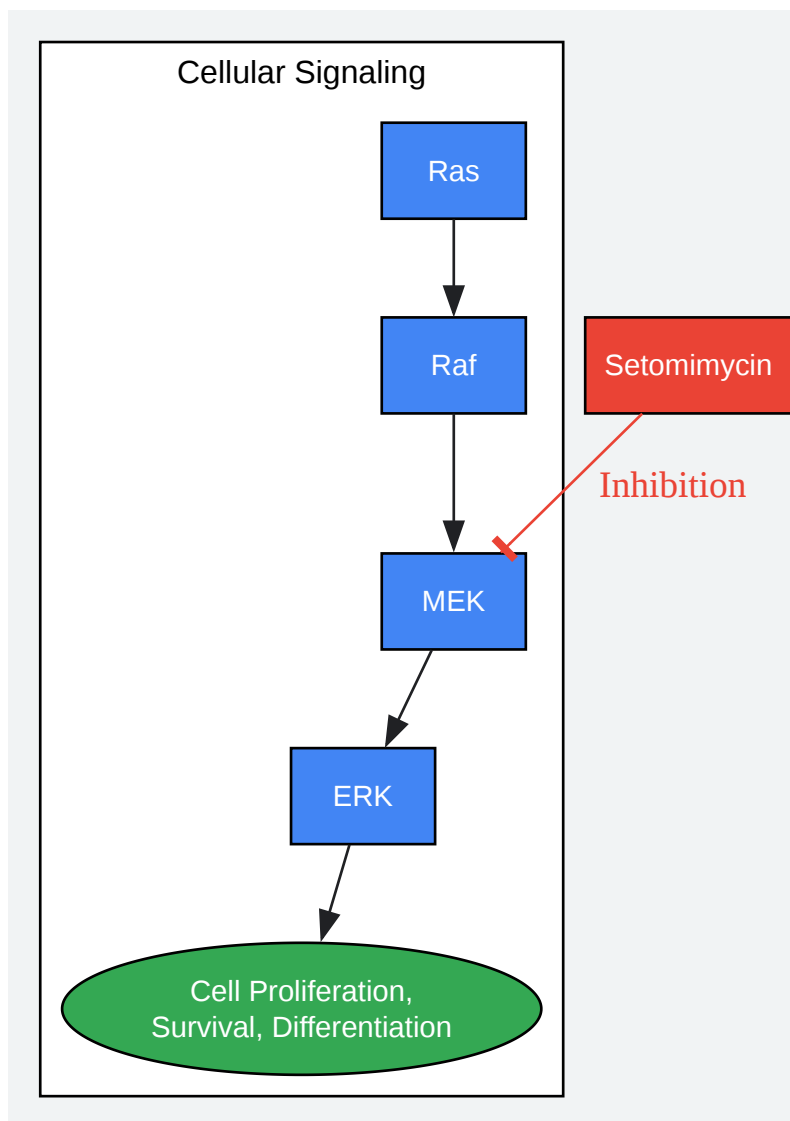 Cellular Signaling
Ras
Raf
Setomimycin
Inhibition
MEK
ERK
Cell Proliferation,
Survival, Differentiation